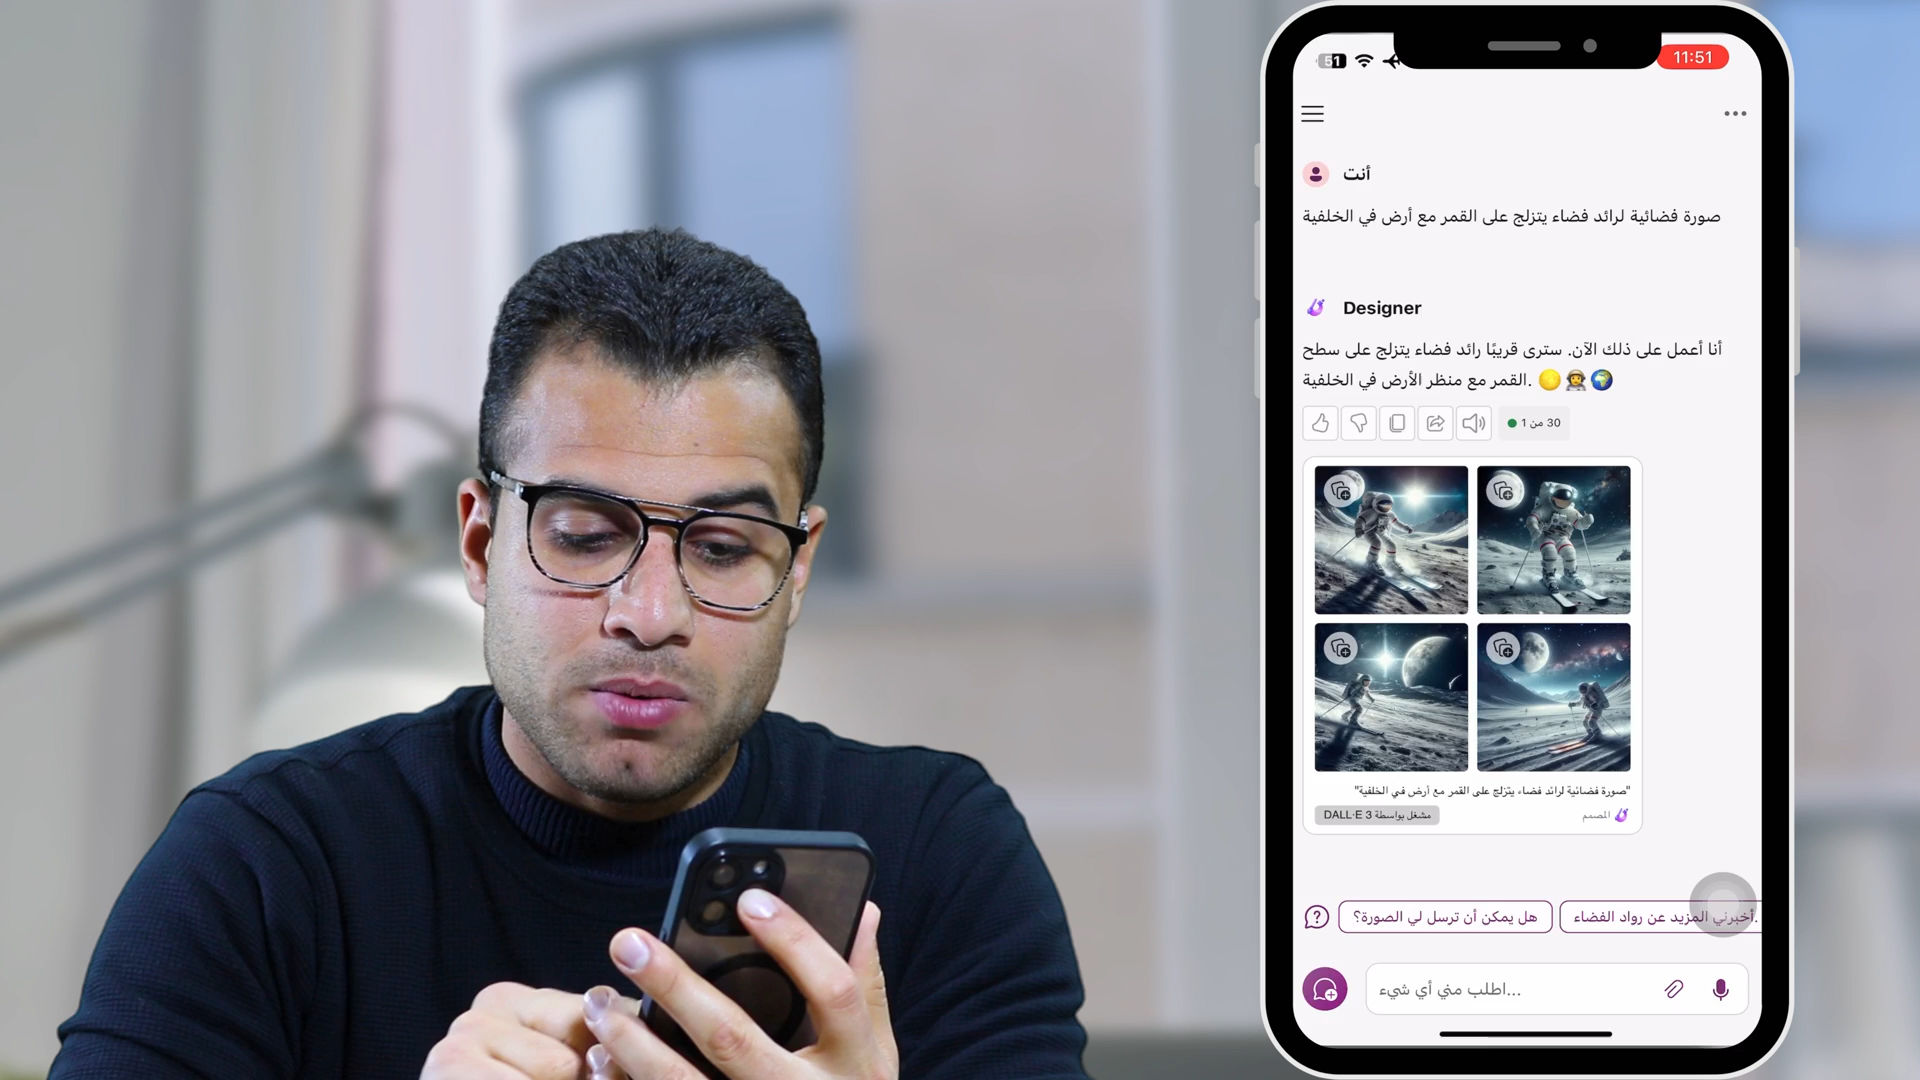 51
11:51
أنت
صورة فضائية لرائد فضاء يتزلج على القمر مع أرض في الخلفية
Designer
أنا أعمل على ذلك الآن. سترى قريبًا رائد فضاء يتزلج على سطح
القمر مع منظر الأرض في الخلفية.
1 من 30
"صورة فضائية لرائد فضاء يتزلج على القمر مع أرض في الخلفية"
مشغل بواسطة DALL·E 3
المصمم
هل يمكن أن ترسل لي الصورة؟
أخبرني المزيد عن رواد الفضاء.
اطلب مني أي شيء...